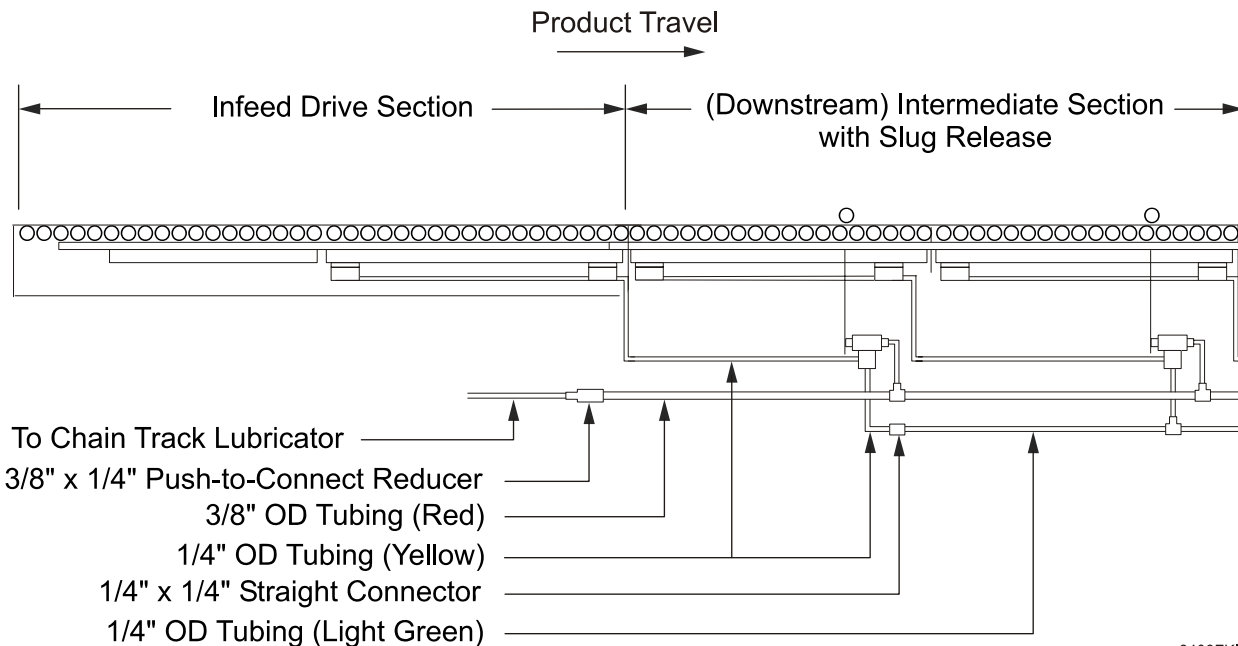 Product Travel
Infeed Drive Section
(Downstream) Intermediate Section
with Slug Release
To Chain Track Lubricator
3/8" x 1/4" Push-to-Connect Reducer
3/8" OD Tubing (Red)
1/4" OD Tubing (Yellow)
1/4" x 1/4" Straight Connector
1/4" OD Tubing (Light Green)